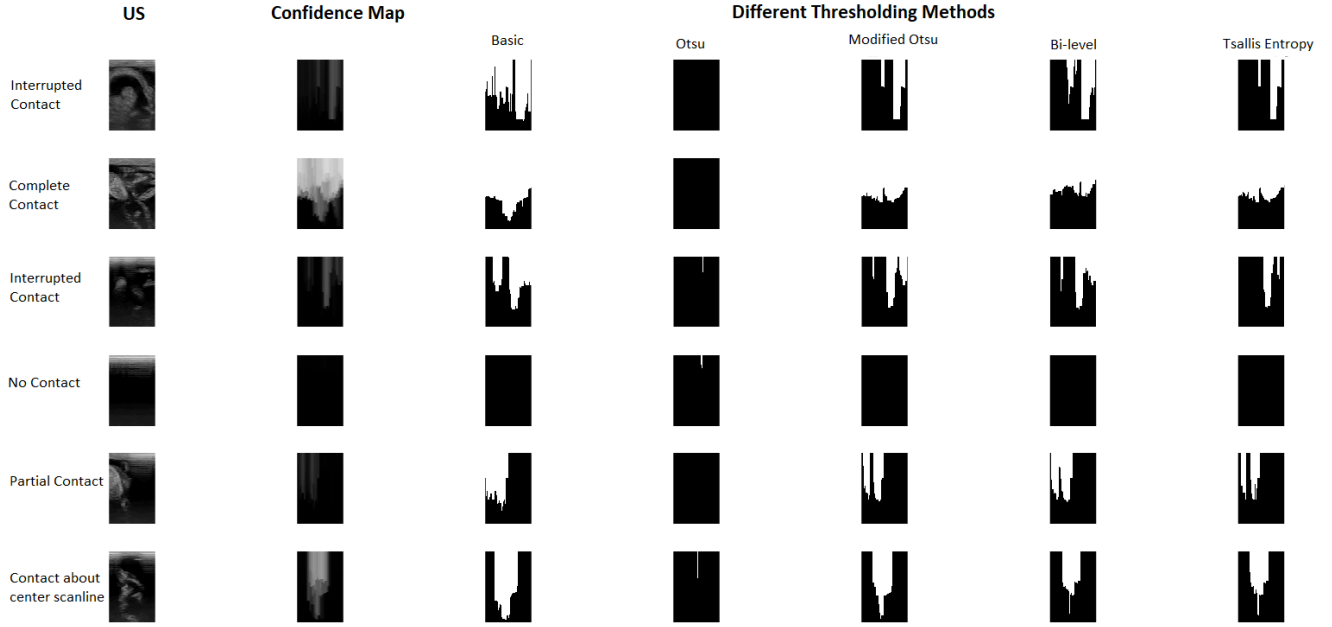 US
Confidence Map
Different Thresholding Methods
Basic
Otsu
Modified Otsu
Bi-level
Tsallis Entropy
Interrupted
Contact
Complete
Contact
Interrupted
Contact
No Contact
Partial Contact
Contact about
center scanline